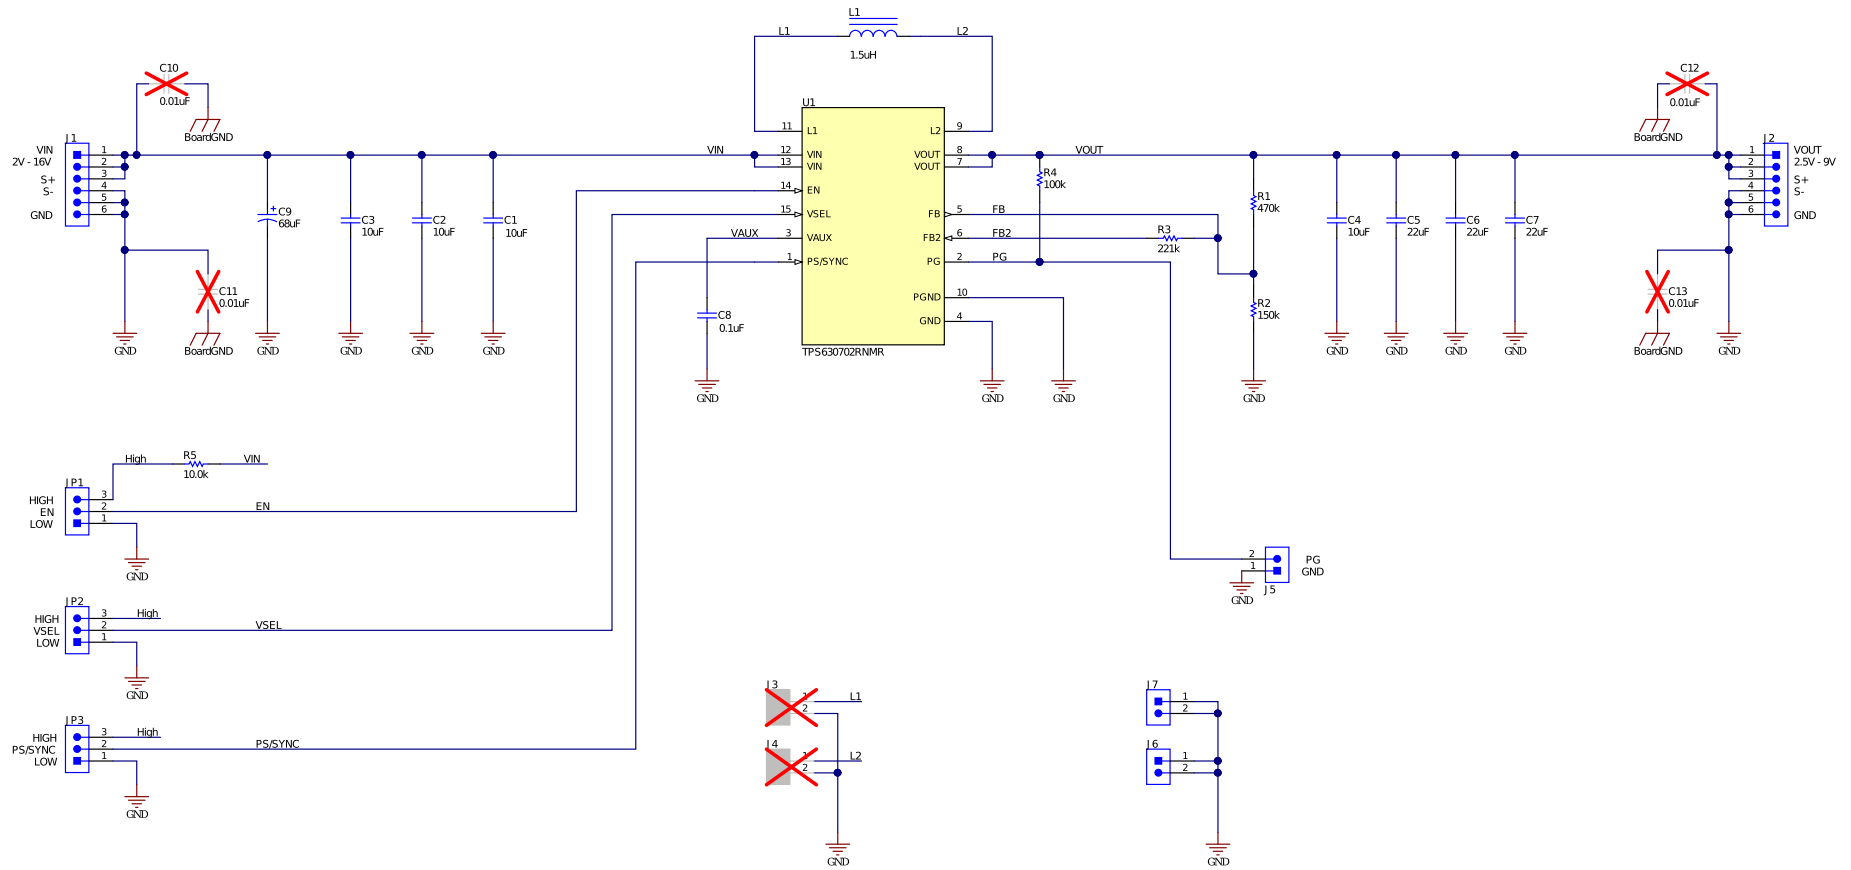 L1
L1
L2
1.5uH
C10
0.01uF
BoardGND
C12
0.01uF
BoardGND
U1
11 L1
L2 9
J1
VIN
2V - 16V
S+
S-
GND
1
2
3
4
5
6
VIN
12 VIN
13 VIN
14 EN
15 VSEL
VAUX 3 VAUX
1 PS/SYNC
VOUT 8
VOUT 7
FB 5 FB
FB2 6 FB2
PG 2 PG
PGND 10
GND 4
TPS630702RNMR
VOUT
R4
100k
R1
470k
R3
221k
R2
150k
J2
VOUT
2.5V - 9V
S+
S-
GND
1
2
3
4
5
6
C9
+
68uF
C3
10uF
C2
10uF
C1
10uF
C4
10uF
C5
22uF
C6
22uF
C7
22uF
C11
0.01uF
C8
0.1uF
C13
0.01uF
GND
BoardGND
GND
GND
GND
GND
GND
GND
GND
GND
BoardGND
GND
GND
GND
GND
GND
High
R5
10.0k
VIN
JP1
HIGH 3
EN 2 EN
LOW 1
GND
JP2
HIGH 3 High
VSEL 2 VSEL
LOW 1
GND
JP3
HIGH 3 High
PS/SYNC 2 PS/SYNC
LOW 1
GND
2 PG
1 GND
GND
J5
J3
1 L1
2
J4
1 L2
2
GND
J7
1
2
J6
1
2
GND